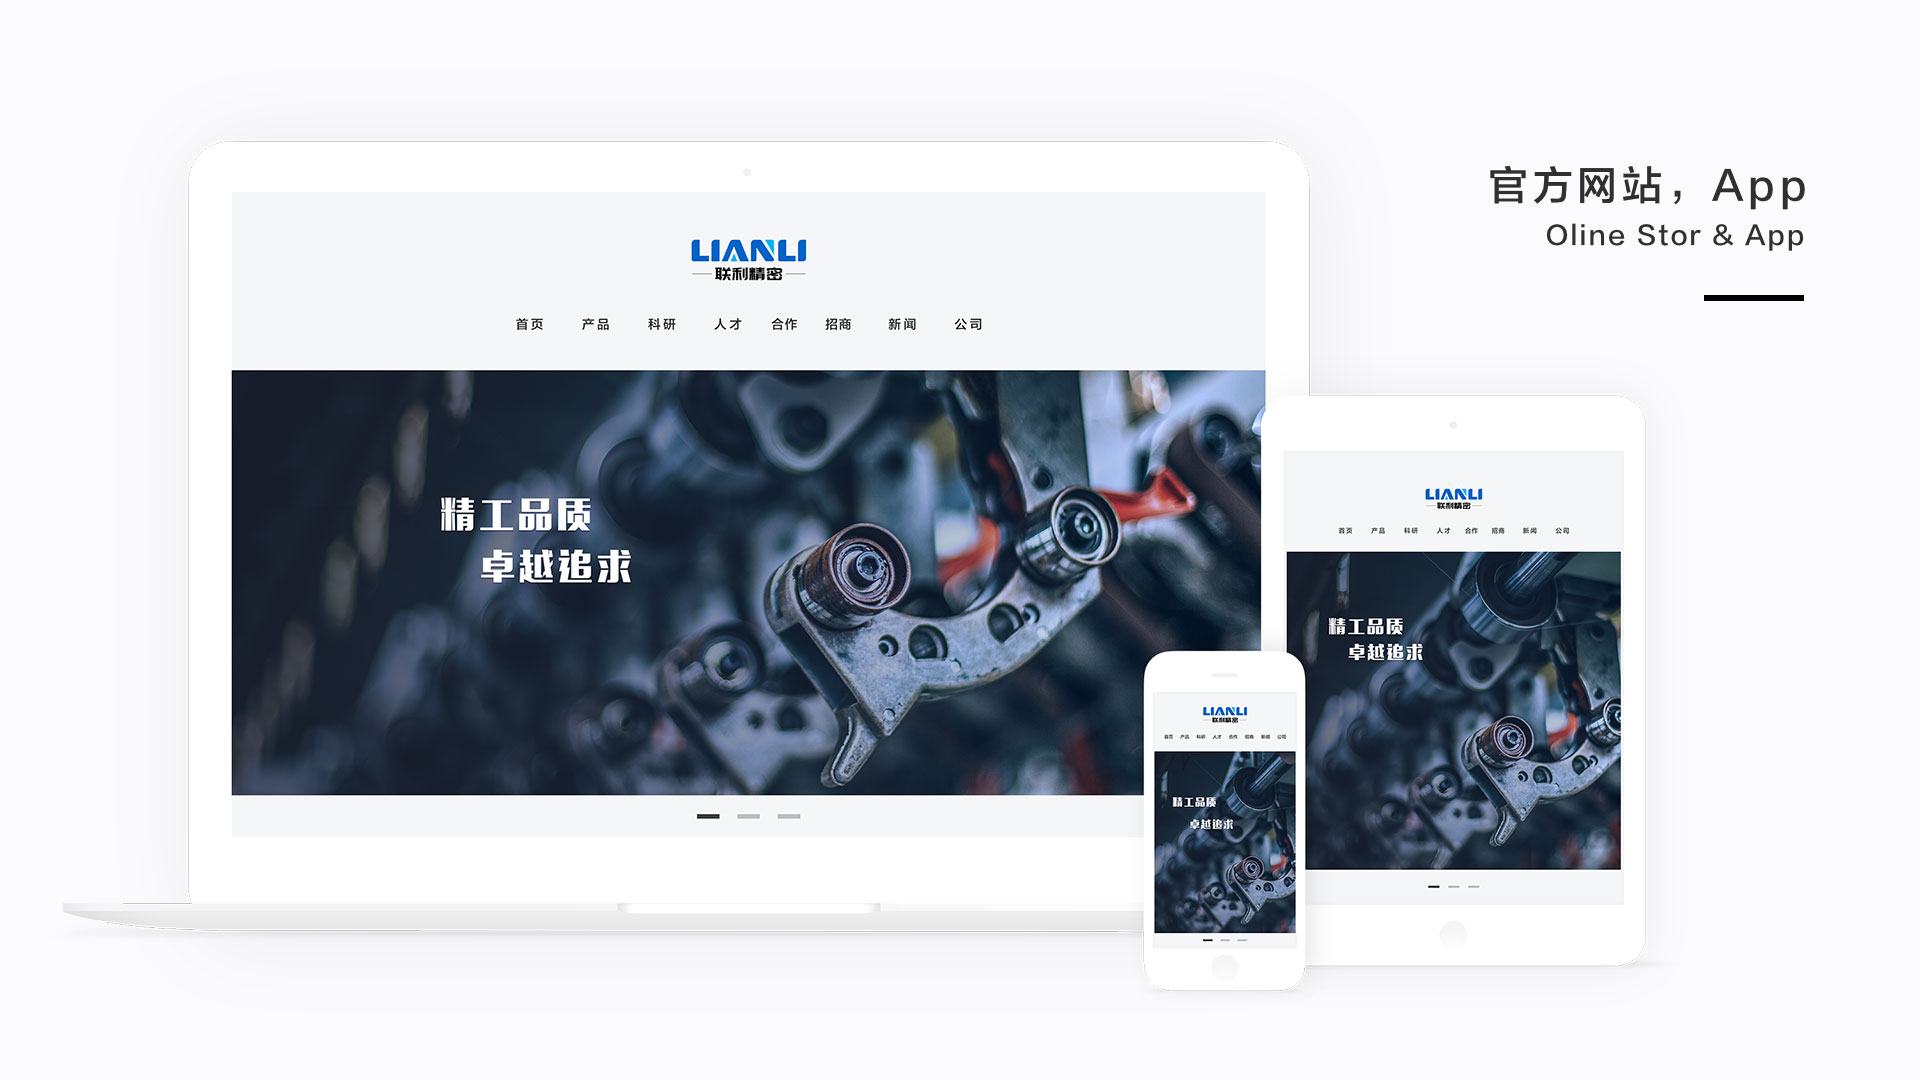 官方网站，App
Oline Stor & App
LIANLI
联利精密
首页 产品 科研 人才 合作 招商 新闻 公司
精工品质
卓越追求
LIANLI
联利精密
首页 产品 科研 人才 合作 招商 新闻 公司
精工品质
卓越追求
LIANLI
联利精密
首页 产品 科研 人才 合作 招商 新闻 公司
精工品质
卓越追求